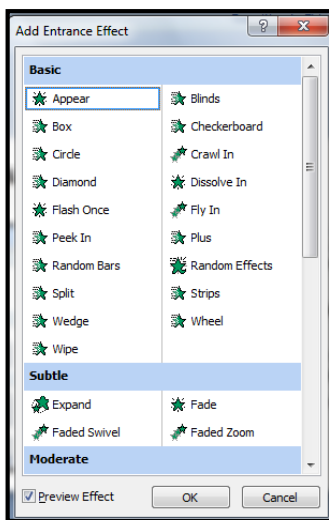 Add Entrance Effect
Basic
Appear Blinds
Box Checkerboard
Circle Crawl In
Diamond Dissolve In
Flash Once Fly In
Peek In Plus
Random Bars Random Effects
Split Strips
Wedge Wheel
Wipe
Subtle
Expand Fade
Faded Swivel Faded Zoom
Moderate
Preview Effect OK Cancel